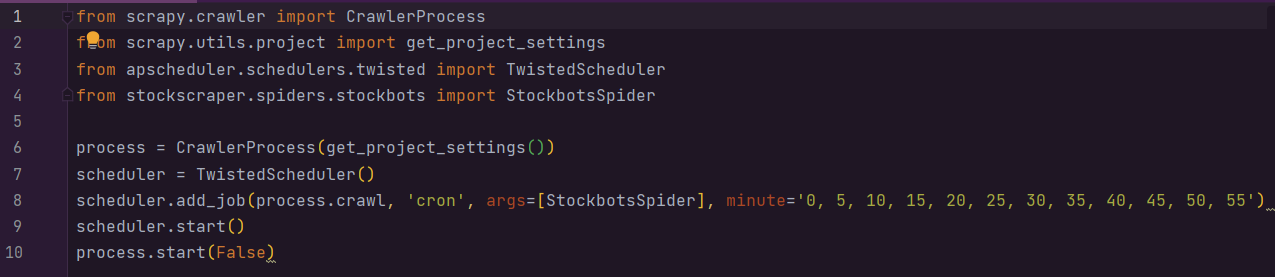 1 from scrapy.crawler import CrawlerProcess
2 from scrapy.utils.project import get_project_settings
3 from apscheduler.schedulers.twisted import TwistedScheduler
4 from stockscraper.spiders.stockbots import StockbotsSpider
5
6 process = CrawlerProcess(get_project_settings())
7 scheduler = TwistedScheduler()
8 scheduler.add_job(process.crawl, 'cron', args=[StockbotsSpider], minute='0, 5, 10, 15, 20, 25, 30, 35, 40, 45, 50, 55')
9 scheduler.start()
10 process.start(False)